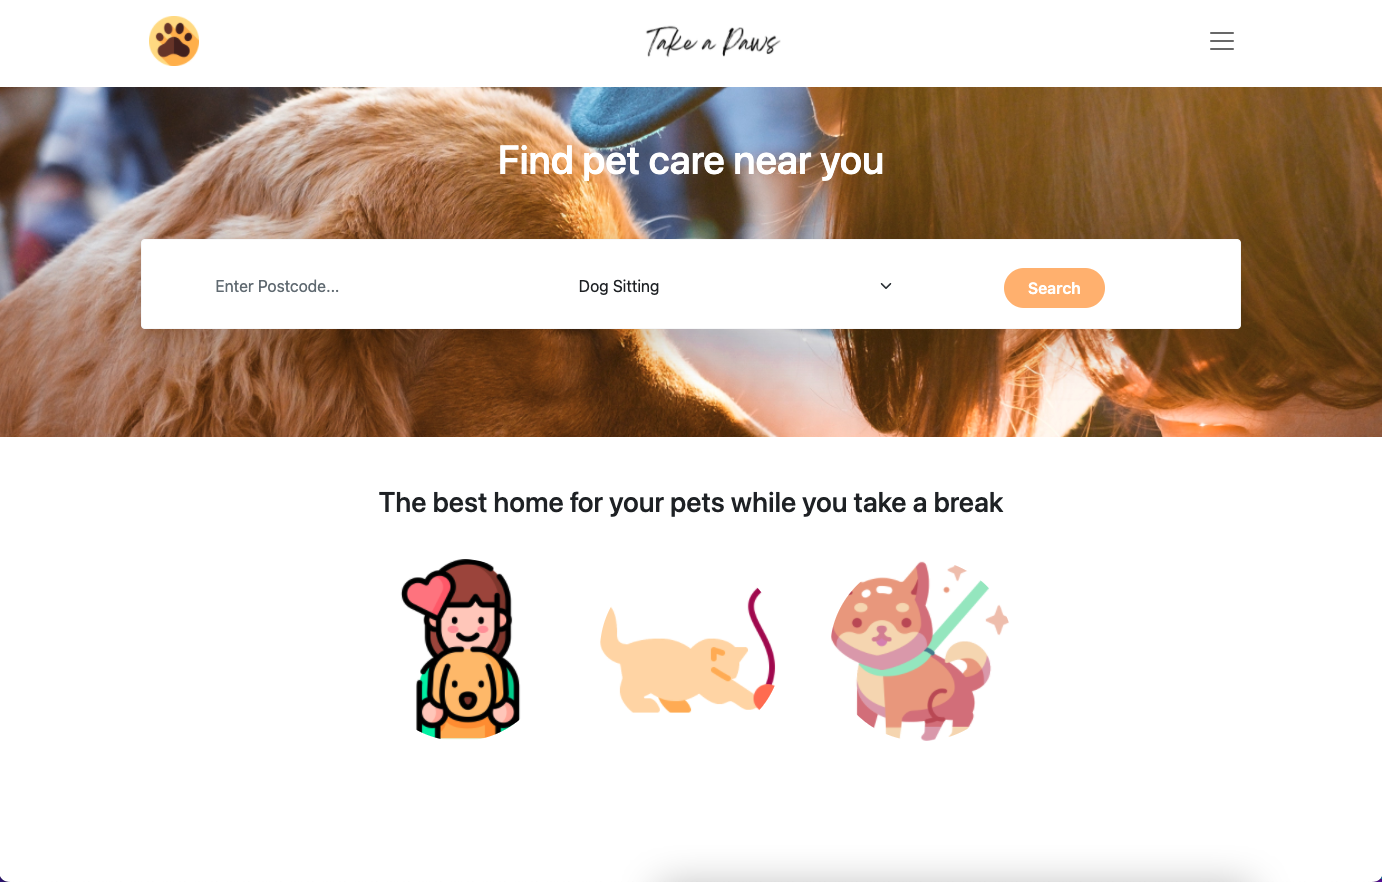 Take a Paws
Find pet care near you
Enter Postcode...
Dog Sitting
Search
The best home for your pets while you take a break